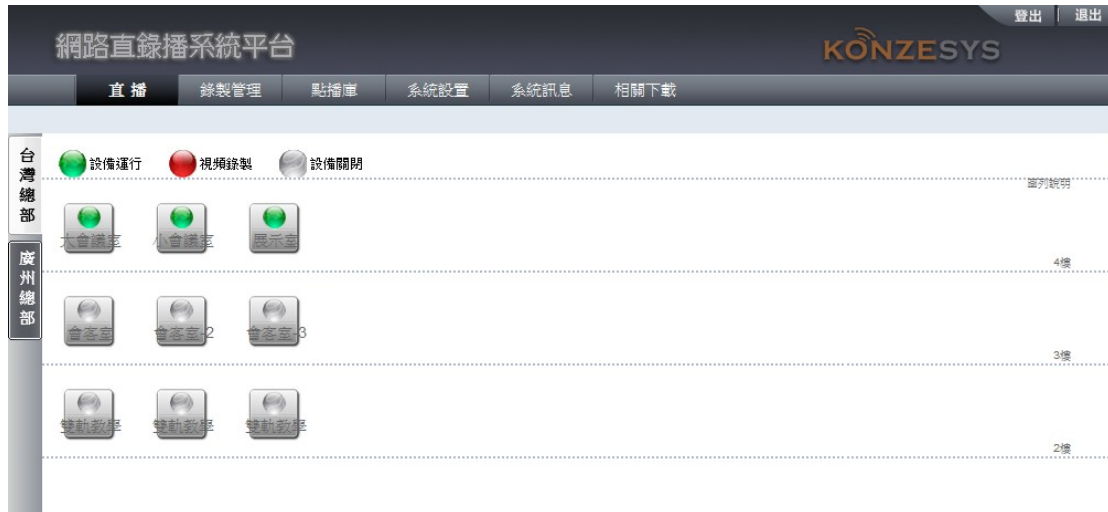 登出 退出
網路直錄播系統平台
KONZESYS
直播 錄製管理 點播庫 系統設置 系統訊息 相關下載
台灣總部
廣州總部
設備運行 視頻錄製 設備關閉
圖列說明
大會議室 小會議室 展示室
4樓
會客室 會客室-2 會客室-3
3樓
雙軌教學 雙軌教學 雙軌教學
2樓